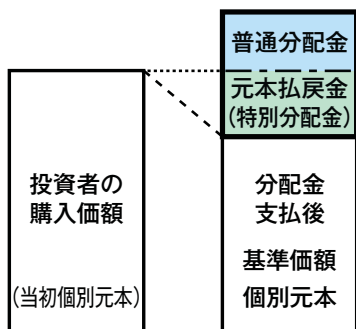 普通分配金
元本払戻金
（特別分配金）
投資者の
購入価額
（当初個別元本）
分配金
支払後
基準価額
個別元本